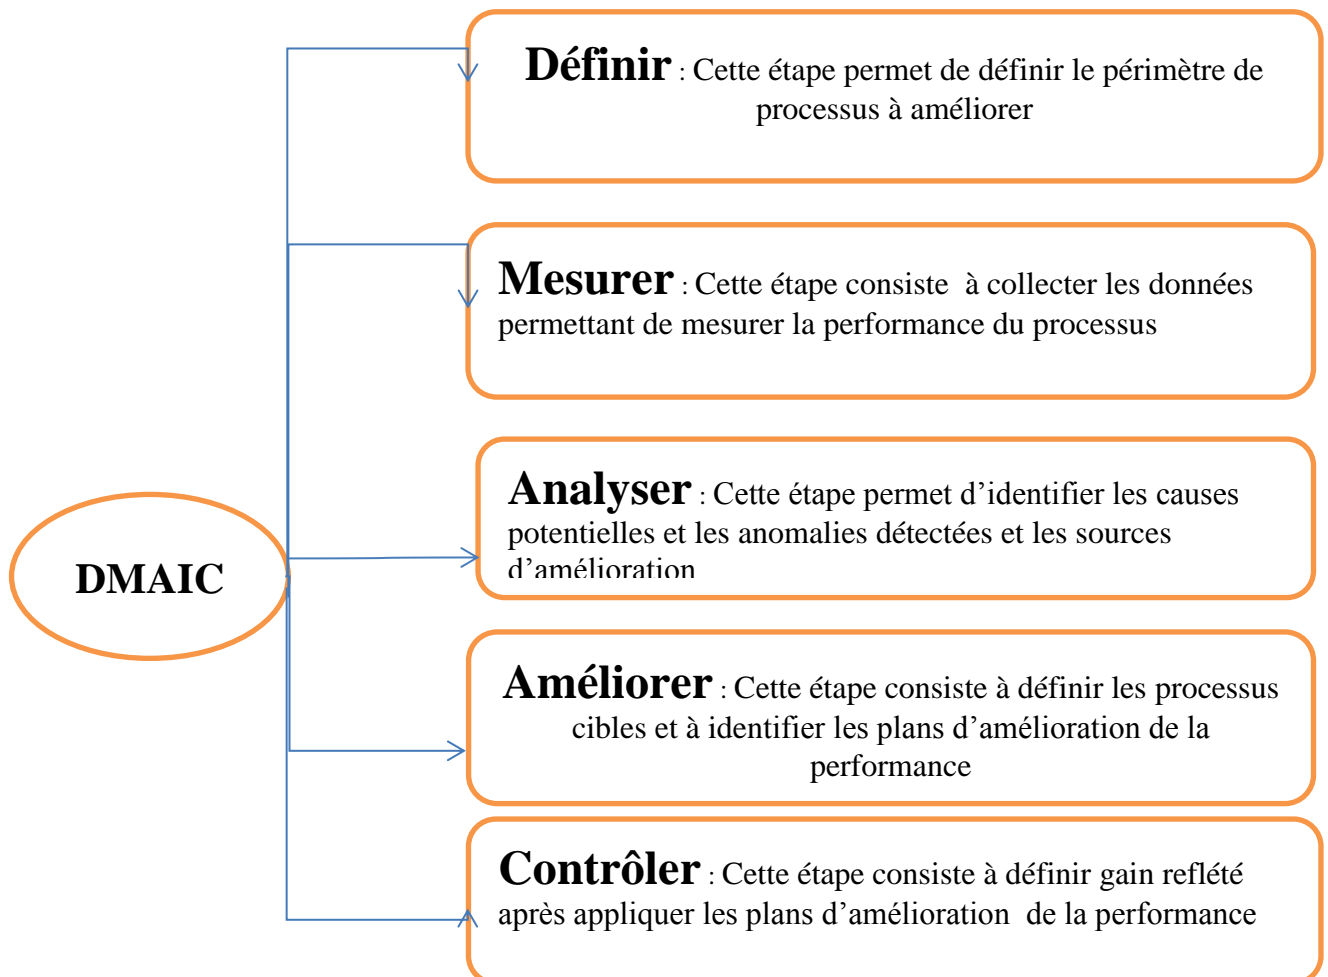 Définir : Cette étape permet de définir le périmètre de
processus à améliorer
Mesurer : Cette étape consiste à collecter les données
permettant de mesurer la performance du processus
Analyser : Cette étape permet d’identifier les causes
potentielles et les anomalies détectées et les sources
d’amélioration
DMAIC
Améliorer : Cette étape consiste à définir les processus
cibles et à identifier les plans d’amélioration de la
performance
Contrôler : Cette étape consiste à définir gain reflété
après appliquer les plans d’amélioration de la performance